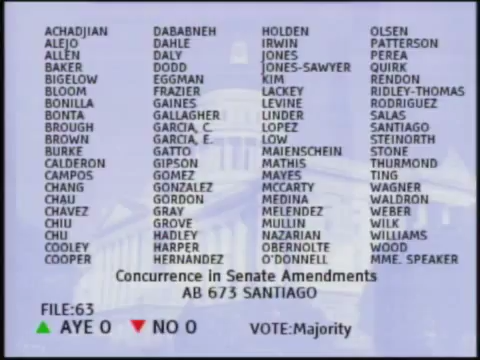 ACHADJIAN DABABNEH HOLDEN OLSEN
ALEJO DAHLE IRWIN PATTERSON
ALLEN DALY JONES PEREA
BAKER DODD JONES-SAWYER QUIRK
BIGELOW EGGMAN KIM RENDON
BLOOM FRAZIER LACKEY RIDLEY-THOMAS
BONILLA GAINES LEVINE RODRIGUEZ
BONTA GALLAGHER LINDER SALAS
BROUGH GARCIA, C. LOPEZ SANTIAGO
BROWN GARCIA, E. LOW STEINORTH
BURKE GATTO MAIENSCHEIN STONE
CALDERON GIPSON MATHIS THURMOND
CAMPOS GOMEZ MAYES TING
CHANG GONZALEZ MCCARTY WAGNER
CHAU GORDON MEDINA WALDRON
CHÁVEZ GRAY MELENDEZ WEBER
CHIU GROVE MULLIN WILK
CHU HADLEY NAZARIAN WILLIAMS
COOLEY HARPER OBERNOLTE WOOD
COOPER HERNÁNDEZ O'DONNELL MME. SPEAKER
Concurrence in Senate Amendments
AB 673 SANTIAGO
FILE:63
AYE 0 NO 0 VOTE:Majority